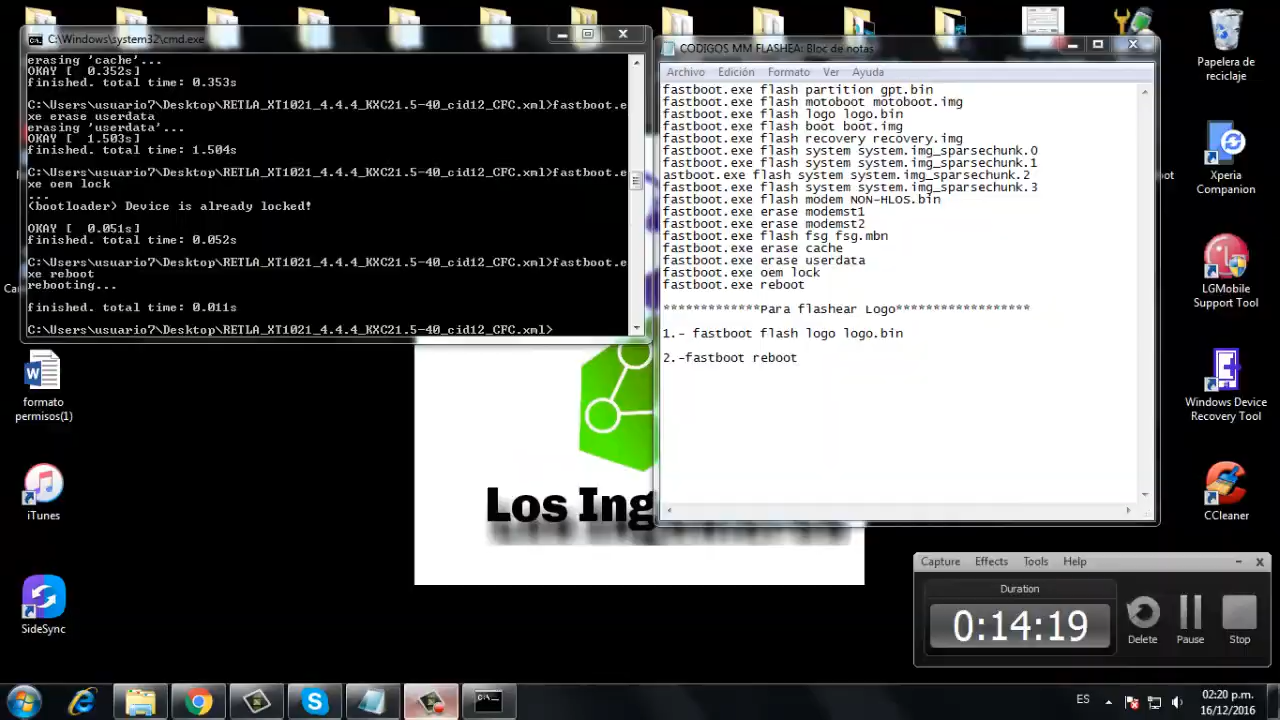 C:\Windows\system32\cmd.exe
erasing 'cache'...
OKAY [  0.352s]
finished. total time: 0.353s
C:\Users\usuario7\Desktop\RETLA_XT1021_4.4.4_KXC21.5-40_cid12_CFC.xml>fastboot.e
xe erase userdata
erasing 'userdata'...
OKAY [  1.503s]
finished. total time: 1.504s
C:\Users\usuario7\Desktop\RETLA_XT1021_4.4.4_KXC21.5-40_cid12_CFC.xml>fastboot.e
xe oem lock
...
(bootloader) Device is already locked!
OKAY [  0.051s]
finished. total time: 0.052s
C:\Users\usuario7\Desktop\RETLA_XT1021_4.4.4_KXC21.5-40_cid12_CFC.xml>fastboot.e
xe reboot
rebooting...
finished. total time: 0.011s
C:\Users\usuario7\Desktop\RETLA_XT1021_4.4.4_KXC21.5-40_cid12_CFC.xml>
CODIGOS MM FLASHEA: Bloc de notas
Archivo Edición Formato Ver Ayuda
fastboot.exe flash partition gpt.bin
fastboot.exe flash motoboot motoboot.img
fastboot.exe flash logo logo.bin
fastboot.exe flash boot boot.img
fastboot.exe flash recovery recovery.img
fastboot.exe flash system system.img_sparsechunk.0
fastboot.exe flash system system.img_sparsechunk.1
astboot.exe flash system system.img_sparsechunk.2
fastboot.exe flash system system.img_sparsechunk.3
fastboot.exe flash modem NON-HLOS.bin
fastboot.exe erase modemst1
fastboot.exe erase modemst2
fastboot.exe flash fsg fsg.mbn
fastboot.exe erase cache
fastboot.exe erase userdata
fastboot.exe oem lock
fastboot.exe reboot
*************Para flashear Logo******************
1.- fastboot flash logo logo.bin
2.-fastboot reboot
Papelera de
reciclaje
Xperia
Companion
LGMobile
Support Tool
Windows Device
Recovery Tool
CCleaner
formato
permisos(1)
iTunes
SideSync
Los Ing
Capture Effects Tools Help
Duration
0:14:19
Delete Pause Stop
ES
02:20 p.m.
16/12/2016